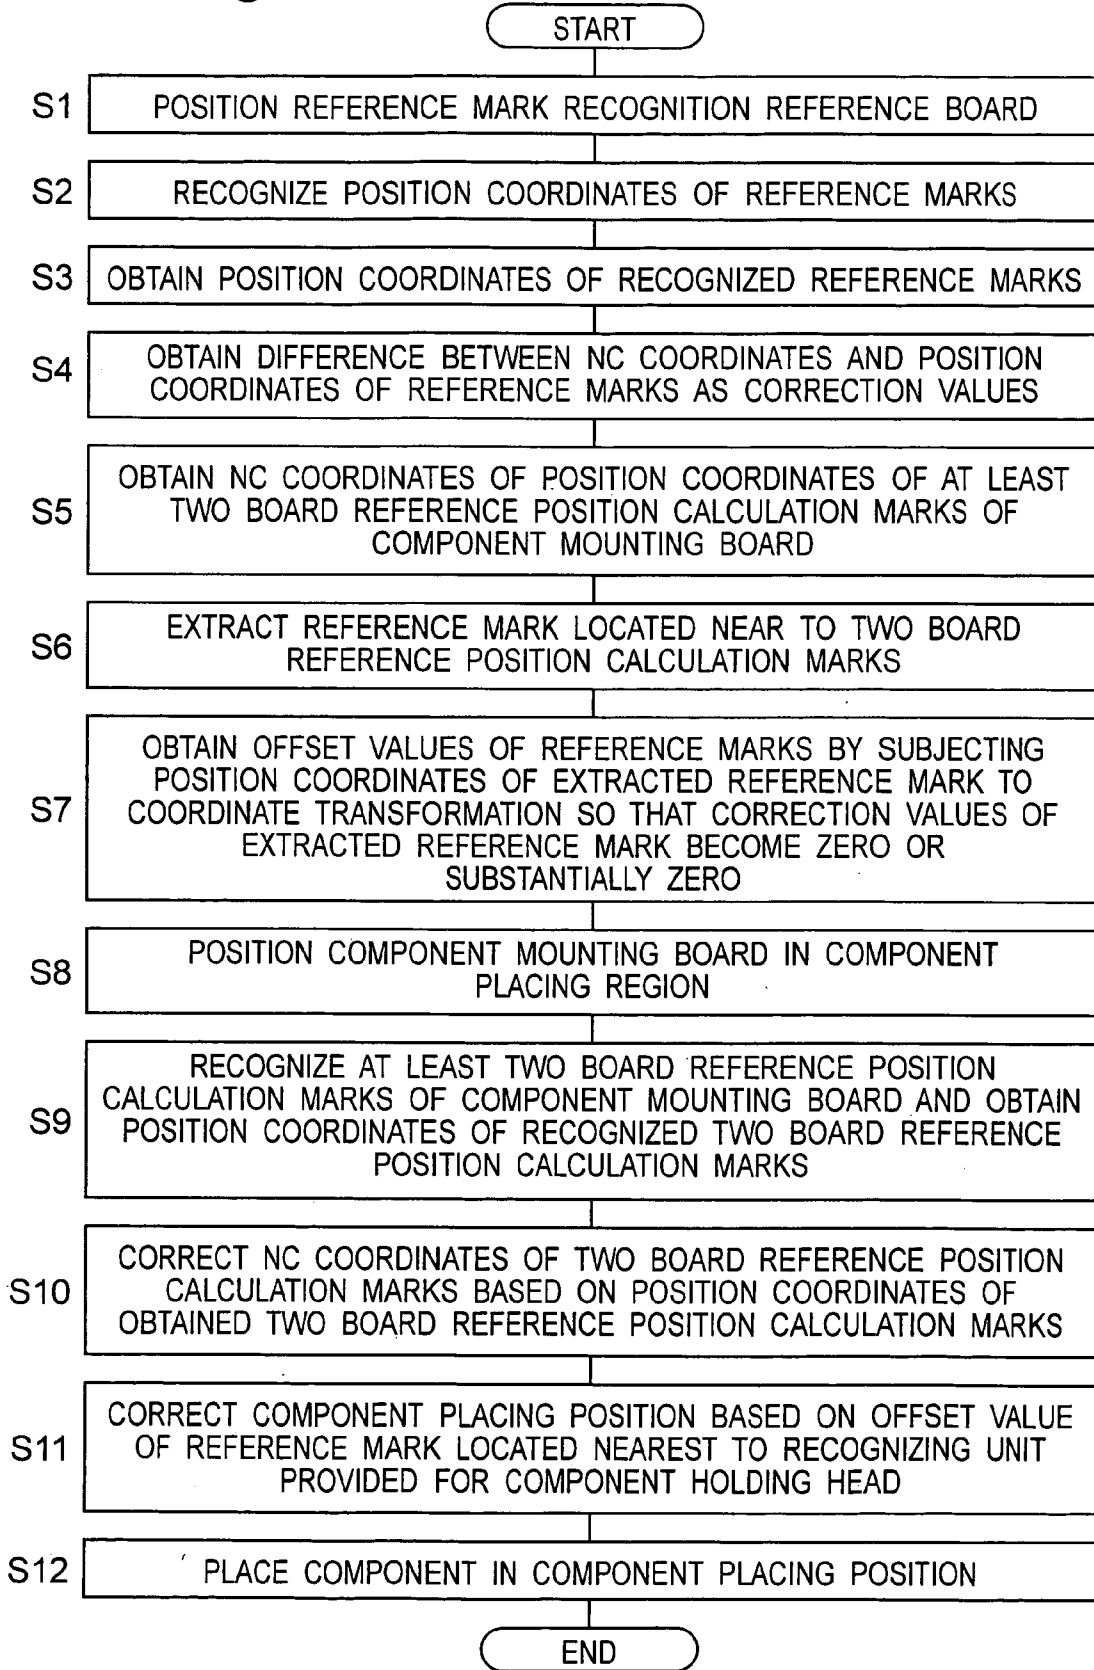 START
S1 POSITION REFERENCE MARK RECOGNITION REFERENCE BOARD
S2 RECOGNIZE POSITION COORDINATES OF REFERENCE MARKS
S3 OBTAIN POSITION COORDINATES OF RECOGNIZED REFERENCE MARKS
S4 OBTAIN DIFFERENCE BETWEEN NC COORDINATES AND POSITION
COORDINATES OF REFERENCE MARKS AS CORRECTION VALUES
S5 OBTAIN NC COORDINATES OF POSITION COORDINATES OF AT LEAST
TWO BOARD REFERENCE POSITION CALCULATION MARKS OF
COMPONENT MOUNTING BOARD
S6 EXTRACT REFERENCE MARK LOCATED NEAR TO TWO BOARD
REFERENCE POSITION CALCULATION MARKS
S7 OBTAIN OFFSET VALUES OF REFERENCE MARKS BY SUBJECTING
POSITION COORDINATES OF EXTRACTED REFERENCE MARK TO
COORDINATE TRANSFORMATION SO THAT CORRECTION VALUES OF
EXTRACTED REFERENCE MARK BECOME ZERO OR
SUBSTANTIALLY ZERO
S8 POSITION COMPONENT MOUNTING BOARD IN COMPONENT
PLACING REGION
S9 RECOGNIZE AT LEAST TWO BOARD REFERENCE POSITION
CALCULATION MARKS OF COMPONENT MOUNTING BOARD AND OBTAIN
POSITION COORDINATES OF RECOGNIZED TWO BOARD REFERENCE
POSITION CALCULATION MARKS
S10 CORRECT NC COORDINATES OF TWO BOARD REFERENCE POSITION
CALCULATION MARKS BASED ON POSITION COORDINATES OF
OBTAINED TWO BOARD REFERENCE POSITION CALCULATION MARKS
S11 CORRECT COMPONENT PLACING POSITION BASED ON OFFSET VALUE
OF REFERENCE MARK LOCATED NEAREST TO RECOGNIZING UNIT
PROVIDED FOR COMPONENT HOLDING HEAD
S12 PLACE COMPONENT IN COMPONENT PLACING POSITION
END